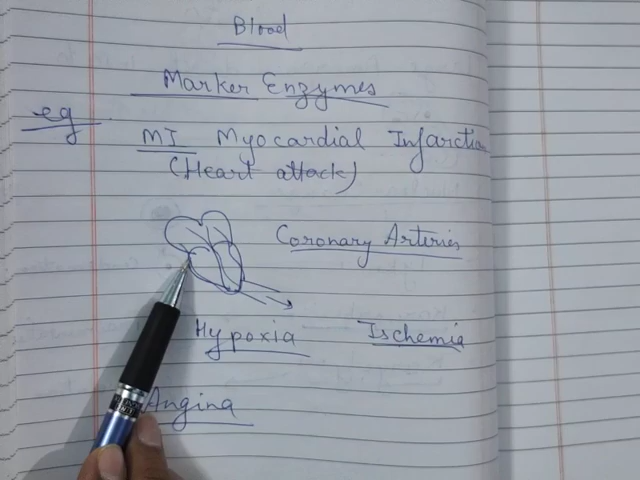 Blood
Marker Enzymes
eg
MI Myocardial Infarction
(Heart attack)
Coronary Arteries
Hypoxia Ischemia
Angina